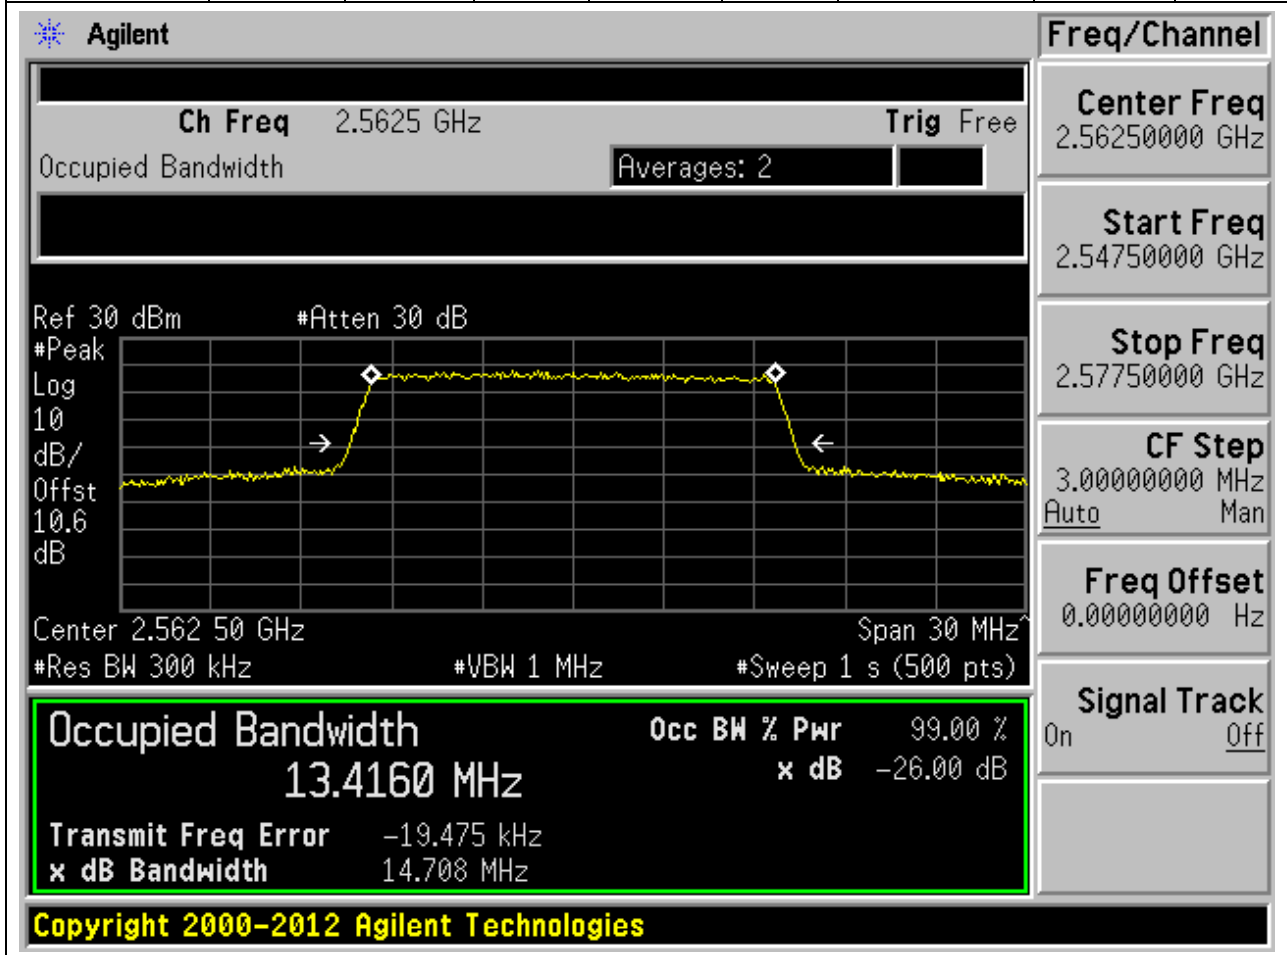 Agilent
Freq/Channel
Ch Freq 2.5625 GHz Trig Free
Occupied Bandwidth Averages: 2
Center Freq
2.56250000 GHz
Start Freq
2.54750000 GHz
Stop Freq
2.57750000 GHz
CF Step
3.00000000 MHz
Auto Man
Freq Offset
0.00000000 Hz
Signal Track
On Off
Ref 30 dBm #Atten 30 dB
#Peak
Log
10
dB/
Offst
10.6
dB
Center 2.562 50 GHz Span 30 MHz^
#Res BW 300 kHz #VBW 1 MHz #Sweep 1 s (500 pts)
Occupied Bandwidth Occ BW % Pwr 99.00 %
13.4160 MHz x dB -26.00 dB
Transmit Freq Error -19.475 kHz
x dB Bandwidth 14.708 MHz
Copyright 2000-2012 Agilent Technologies